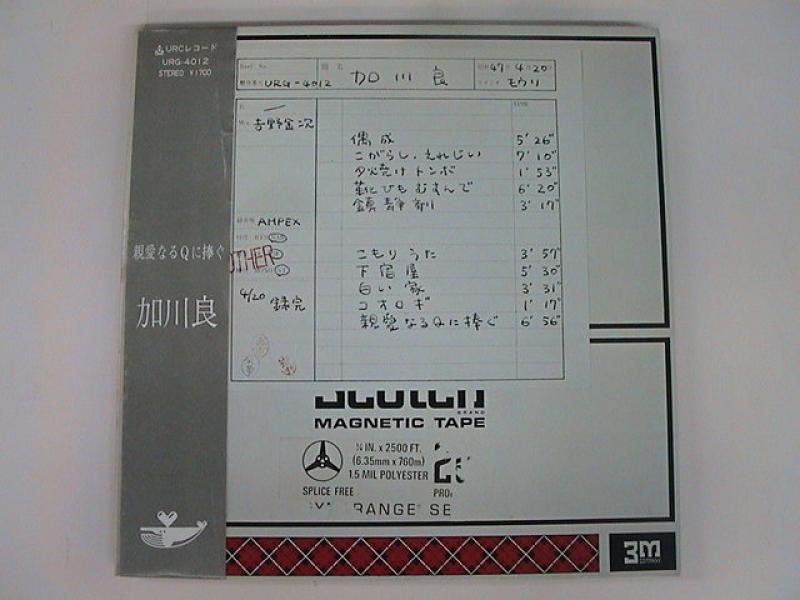 URCレコード
URG-4012
STEREO ¥1700
親愛なるQに捧ぐ
加川良
URG-4012
加川良
47 4 20
モウリ
吉野金次
偶成 5' 26"
こがらし・えれじい 7' 10"
夕焼けトンボ 1' 53"
靴ひもむすんで 6' 20"
鎮静剤 3' 17"
AMPEX
OTHER
4/20 録完
こもりうた 3' 57"
下宿屋 5' 30"
白い家 3' 31"
コオロギ 1' 17"
親愛なるQに捧ぐ 6' 56"
BRAND
MAGNETIC TAPE
¼ IN. x 2500 FT.
(6.35mm x 760m)
1.5 MIL POLYESTER
SPLICE FREE
RANGE SE
3M
COMPANY